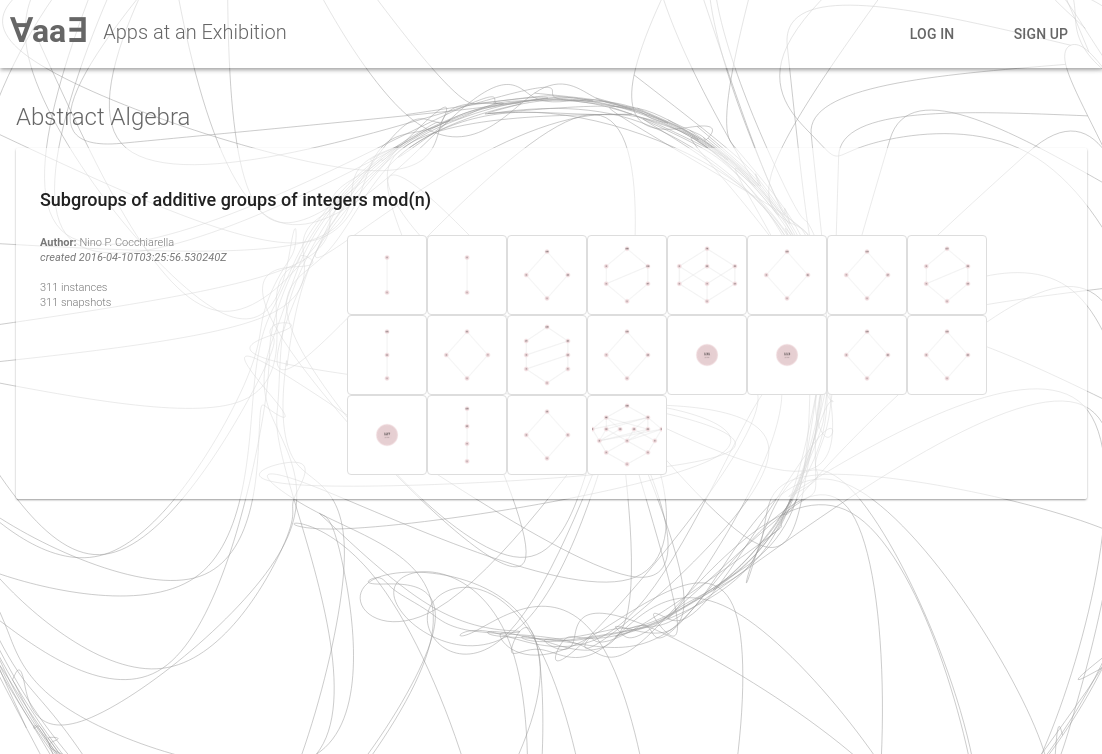 ∀aa∃ Apps at an Exhibition LOG IN SIGN UP
Abstract Algebra
Subgroups of additive groups of integers mod(n)
Author: Nino P. Cocchiarella
created 2016-04-10T03:25:56.530240Z
311 instances
311 snapshots